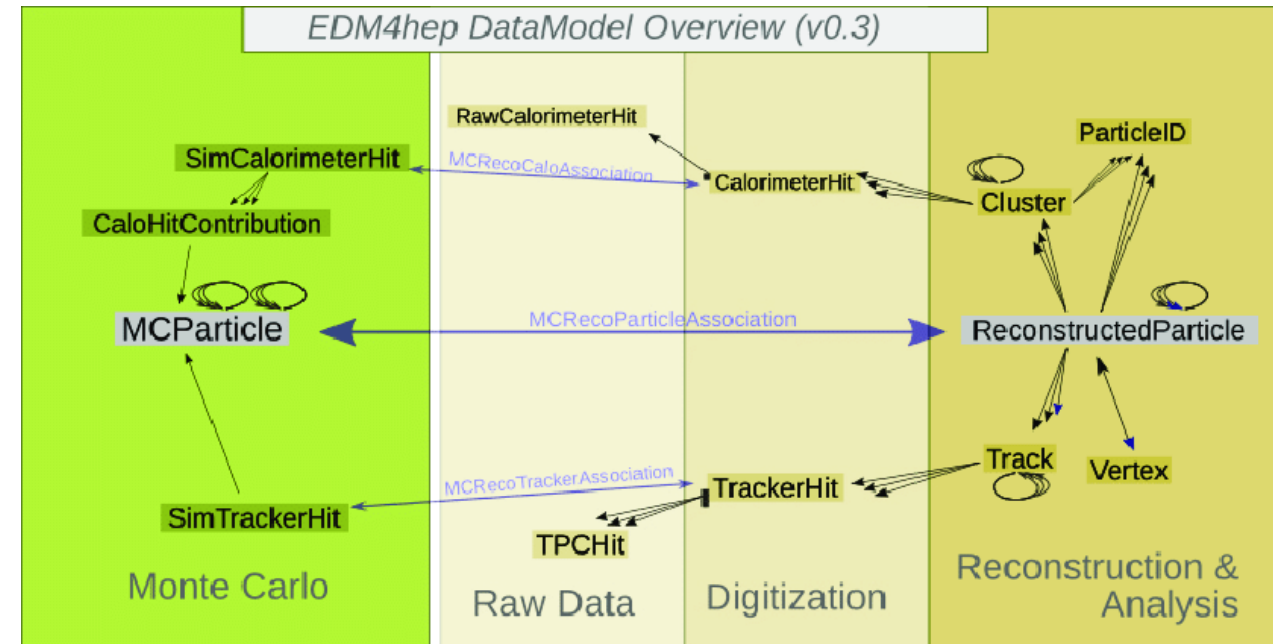 EDM4hep DataModel Overview (v0.3)
RawCalorimeterHit
ParticleID
SimCalorimeterHit
MCRecoCaloAssociation
CalorimeterHit
Cluster
CaloHitContribution
MCParticle
MCRecoParticleAssociation
ReconstructedParticle
Track
Vertex
MCRecoTrackerAssociation
TrackerHit
SimTrackerHit
TPCHit
Monte Carlo
Raw Data
Digitization
Reconstruction &
Analysis